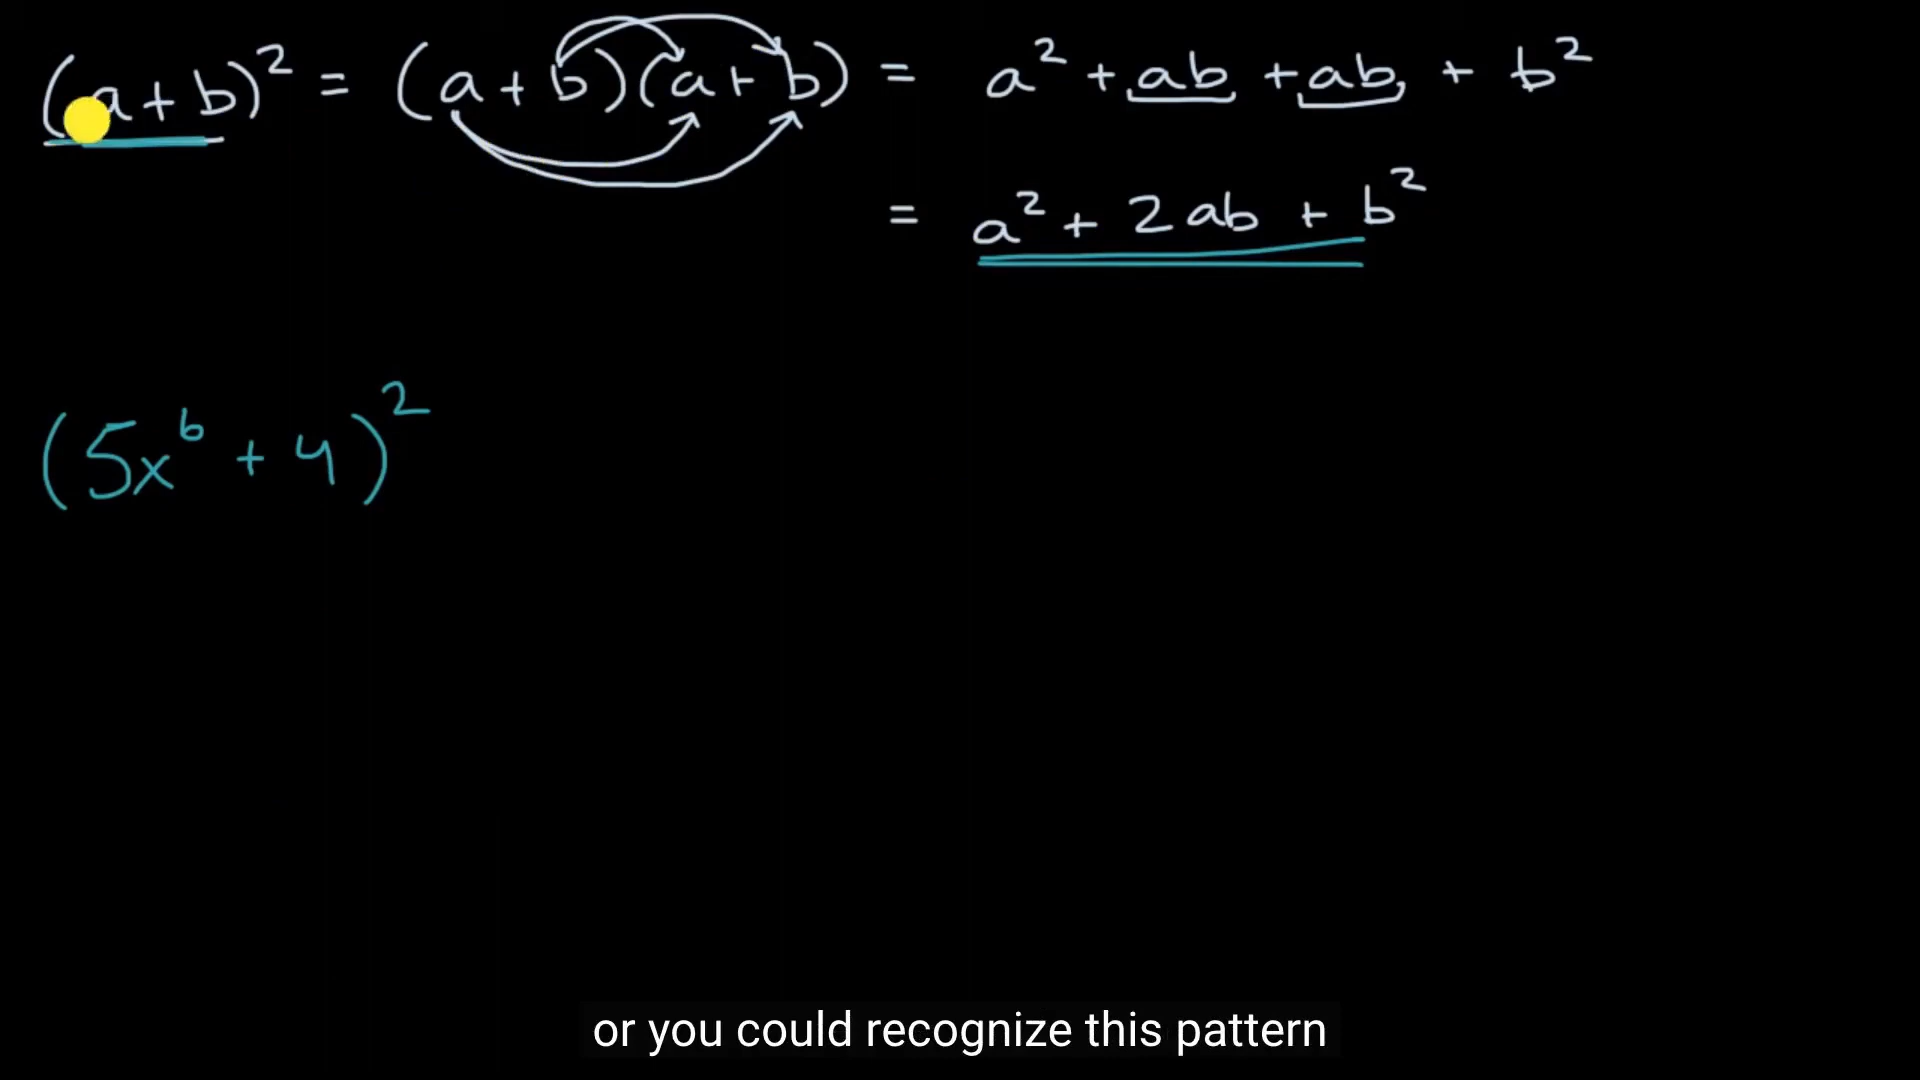 (a + b)² = (a + b)(a + b) = a² + ab + ab + b²
= a² + 2ab + b²
(5x⁶ + 4)²
or you could recognize this pattern